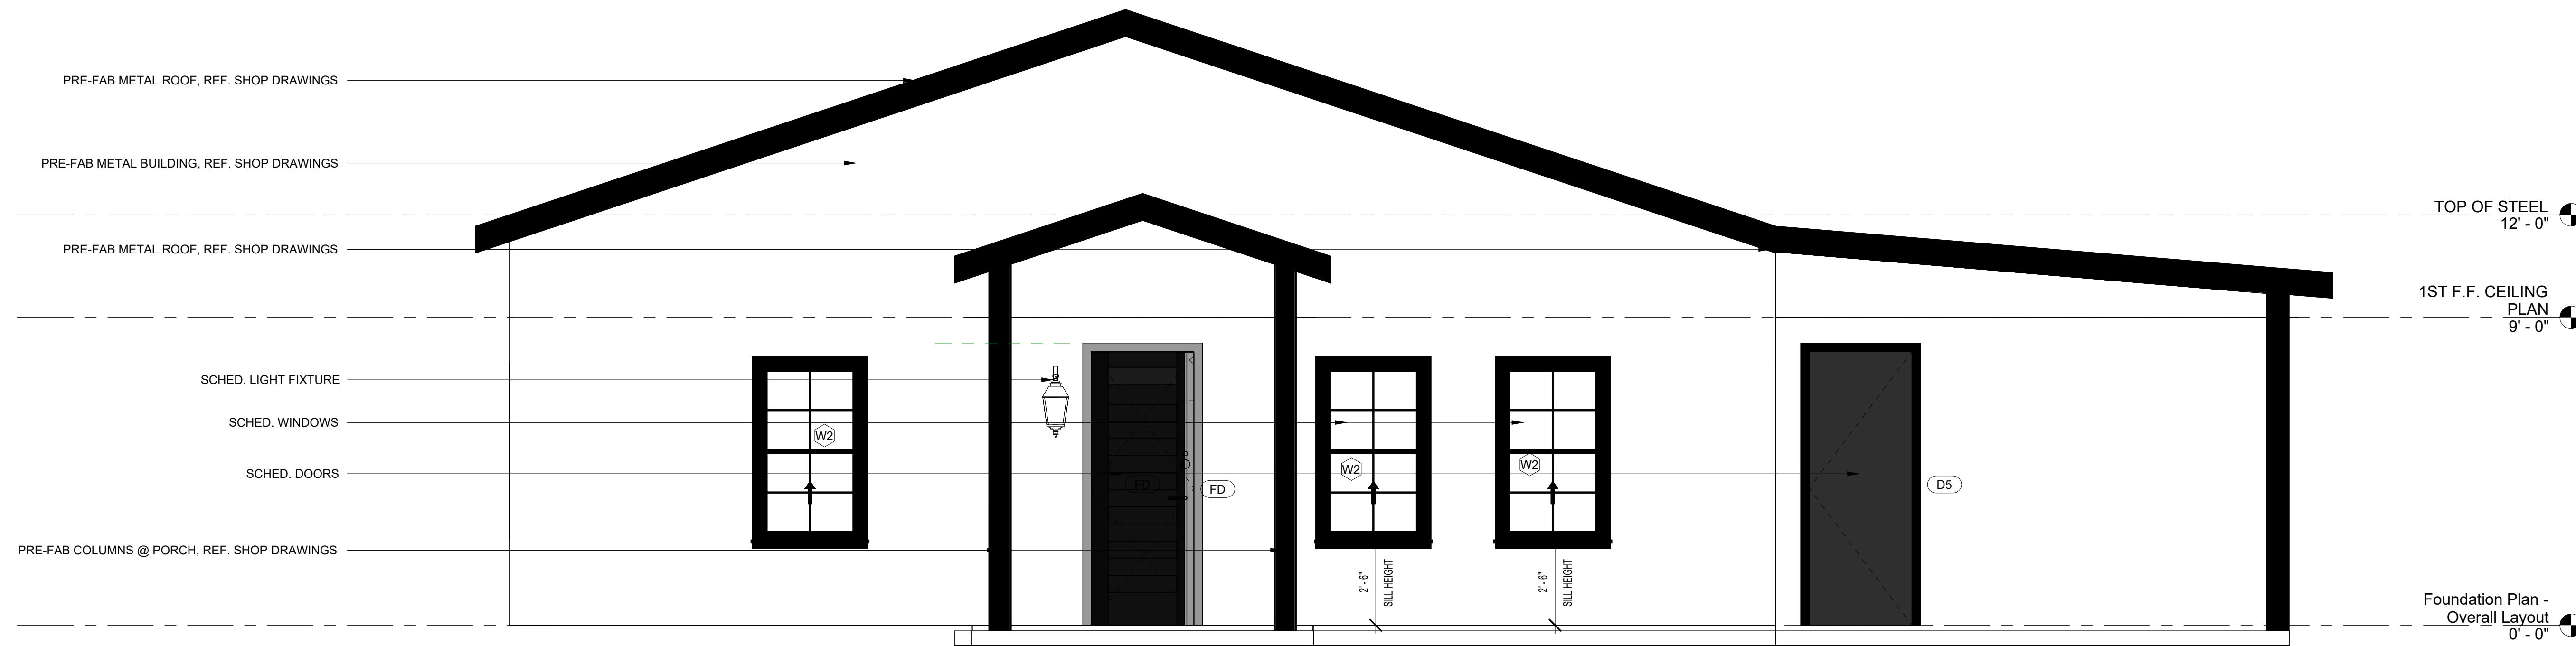 PRE-FAB METAL ROOF, REF. SHOP DRAWINGS
PRE-FAB METAL BUILDING, REF. SHOP DRAWINGS
TOP OF STEEL
12' - 0"
PRE-FAB METAL ROOF, REF. SHOP DRAWINGS
1ST F.F. CEILING
PLAN
9' - 0"
SCHED. LIGHT FIXTURE
SCHED. WINDOWS
W2
W2
W2
SCHED. DOORS
FD
FD
D5
PRE-FAB COLUMNS @ PORCH, REF. SHOP DRAWINGS
2' - 6"
SILL HEIGHT
2' - 6"
SILL HEIGHT
Foundation Plan -
Overall Layout
0' - 0"